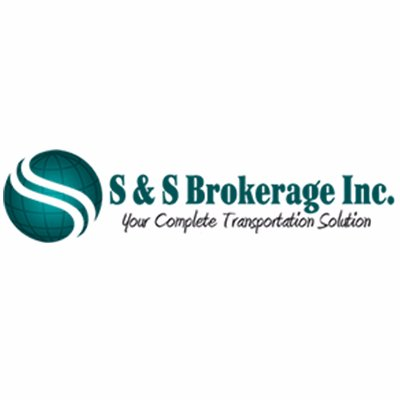 S & S Brokerage Inc.
Your Complete Transportation Solution